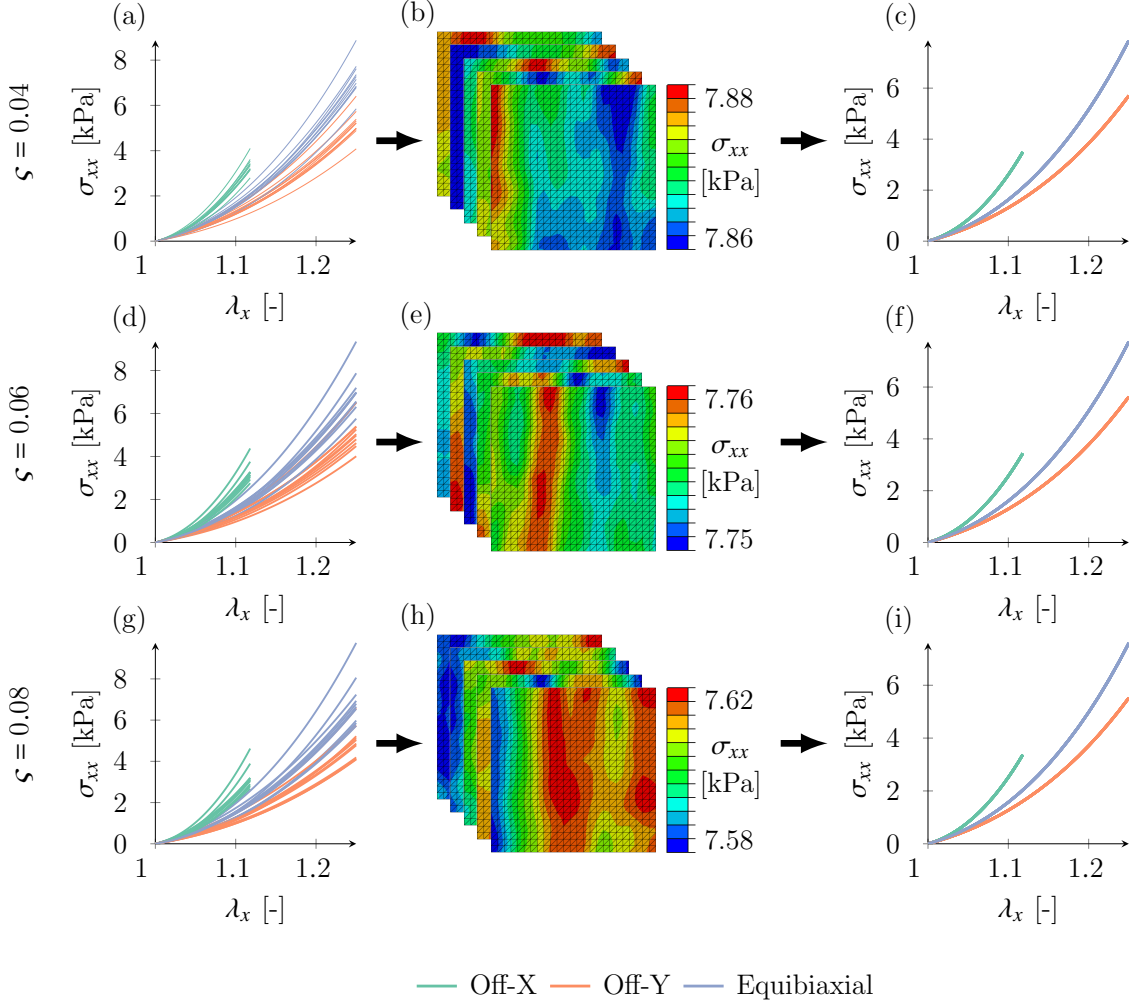 (a)
(b)
(c)
ς = 0.04
σxx [kPa]
8
6
4
2
0
1
1.1
1.2
λx [-]
7.88
σxx
[kPa]
7.86
σxx [kPa]
8
6
4
2
0
1
1.1
1.2
λx [-]
(d)
(e)
(f)
ς = 0.06
σxx [kPa]
8
6
4
2
0
1
1.1
1.2
λx [-]
7.76
σxx
[kPa]
7.75
σxx [kPa]
6
4
2
0
1
1.1
1.2
λx [-]
(g)
(h)
(i)
ς = 0.08
σxx [kPa]
8
6
4
2
0
1
1.1
1.2
λx [-]
7.62
σxx
[kPa]
7.58
σxx [kPa]
6
4
2
0
1
1.1
1.2
λx [-]
Off-X Off-Y Equibiaxial